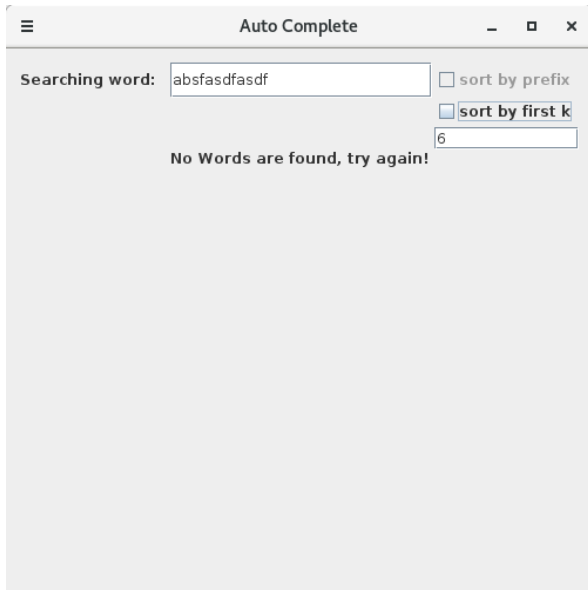 Auto Complete
Searching word: absfasdfasdf sort by prefix
sort by first k
6
No Words are found, try again!